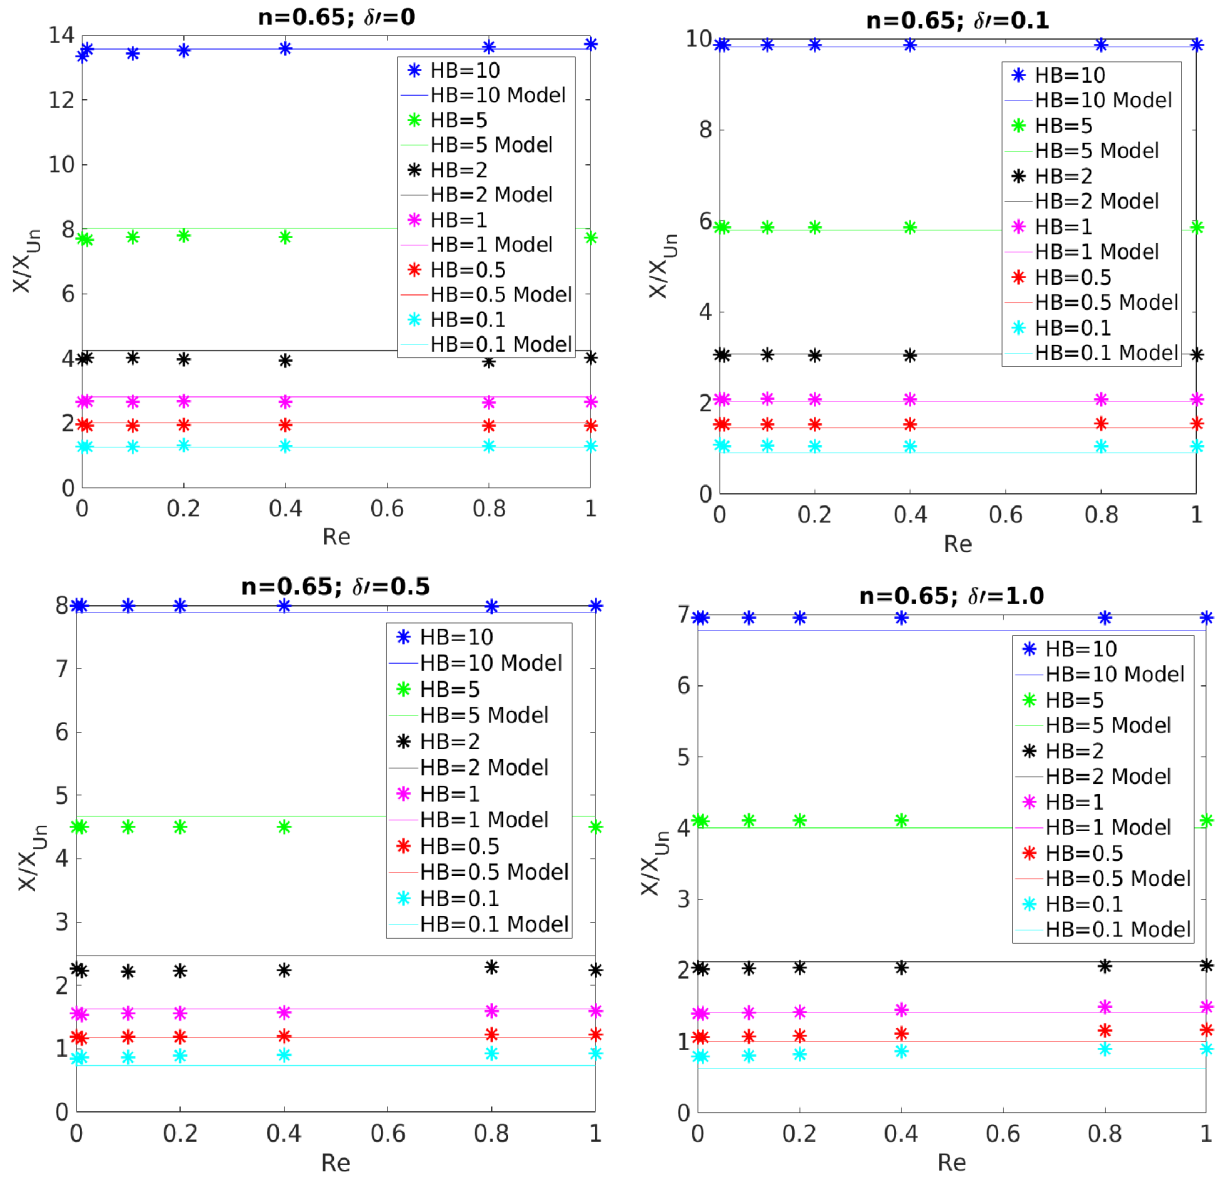 n=0.65; δ′=0
14
12
10
8
6
4
2
0
X/X_Un
HB=10
HB=10 Model
HB=5
HB=5 Model
HB=2
HB=2 Model
HB=1
HB=1 Model
HB=0.5
HB=0.5 Model
HB=0.1
HB=0.1 Model
0 0.2 0.4 0.6 0.8 1
Re
n=0.65; δ′=0.1
10
8
6
4
2
0
X/X_Un
HB=10
HB=10 Model
HB=5
HB=5 Model
HB=2
HB=2 Model
HB=1
HB=1 Model
HB=0.5
HB=0.5 Model
HB=0.1
HB=0.1 Model
0 0.2 0.4 0.6 0.8 1
Re
n=0.65; δ′=0.5
8
7
6
5
4
3
2
1
0
X/X_Un
HB=10
HB=10 Model
HB=5
HB=5 Model
HB=2
HB=2 Model
HB=1
HB=1 Model
HB=0.5
HB=0.5 Model
HB=0.1
HB=0.1 Model
0 0.2 0.4 0.6 0.8 1
Re
n=0.65; δ′=1.0
7
6
5
4
3
2
1
0
X/X_Un
HB=10
HB=10 Model
HB=5
HB=5 Model
HB=2
HB=2 Model
HB=1
HB=1 Model
HB=0.5
HB=0.5 Model
HB=0.1
HB=0.1 Model
0 0.2 0.4 0.6 0.8 1
Re